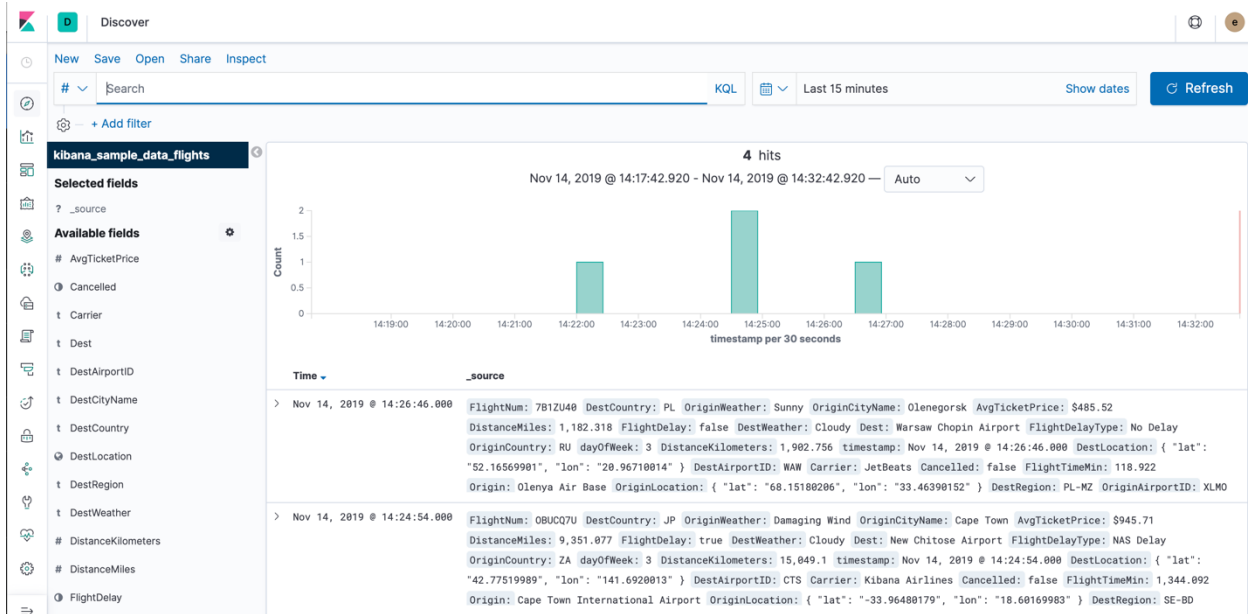 D Discover e
New Save Open Share Inspect
# Search KQL Last 15 minutes Show dates Refresh
+ Add filter
kibana_sample_data_flights
Selected fields
? _source
Available fields
# AvgTicketPrice
Cancelled
t Carrier
t Dest
t DestAirportID
t DestCityName
t DestCountry
DestLocation
t DestRegion
t DestWeather
# DistanceKilometers
# DistanceMiles
FlightDelay
4 hits
Nov 14, 2019 @ 14:17:42.920 - Nov 14, 2019 @ 14:32:42.920 — Auto
Count
2
1.5
1
0.5
0
14:19:00 14:20:00 14:21:00 14:22:00 14:23:00 14:24:00 14:25:00 14:26:00 14:27:00 14:28:00 14:29:00 14:30:00 14:31:00 14:32:00
timestamp per 30 seconds
Time _source
Nov 14, 2019 @ 14:26:46.000 FlightNum: 7B1ZU40 DestCountry: PL OriginWeather: Sunny OriginCityName: Olenegorsk AvgTicketPrice: $485.52
DistanceMiles: 1,182.318 FlightDelay: false DestWeather: Cloudy Dest: Warsaw Chopin Airport FlightDelayType: No Delay
OriginCountry: RU dayOfWeek: 3 DistanceKilometers: 1,902.756 timestamp: Nov 14, 2019 @ 14:26:46.000 DestLocation: { "lat":
"52.16569901", "lon": "20.96710014" } DestAirportID: WAW Carrier: JetBeats Cancelled: false FlightTimeMin: 118.922
Origin: Olenya Air Base OriginLocation: { "lat": "68.15180206", "lon": "33.46390152" } DestRegion: PL-MZ OriginAirportID: XLMO
Nov 14, 2019 @ 14:24:54.000 FlightNum: OBUCQ7U DestCountry: JP OriginWeather: Damaging Wind OriginCityName: Cape Town AvgTicketPrice: $945.71
DistanceMiles: 9,351.077 FlightDelay: true DestWeather: Cloudy Dest: New Chitose Airport FlightDelayType: NAS Delay
OriginCountry: ZA dayOfWeek: 3 DistanceKilometers: 15,049.1 timestamp: Nov 14, 2019 @ 14:24:54.000 DestLocation: { "lat":
"42.77519989", "lon": "141.6920013" } DestAirportID: CTS Carrier: Kibana Airlines Cancelled: false FlightTimeMin: 1,344.092
Origin: Cape Town International Airport OriginLocation: { "lat": "-33.96480179", "lon": "18.60169983" } DestRegion: SE-BD